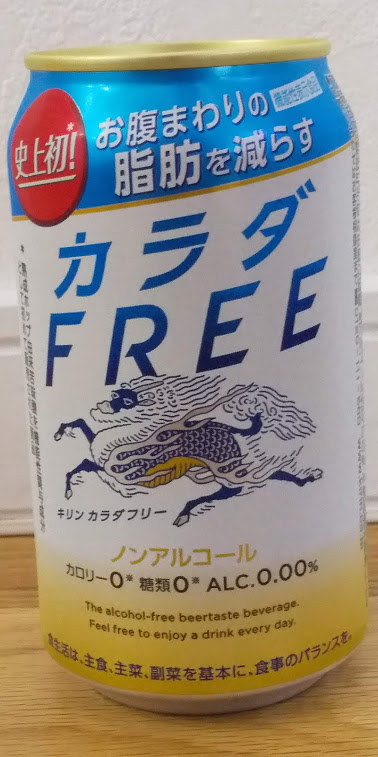 史上初!*
お腹まわりの
脂肪を減らす
カラダ
FREE
キリン カラダフリー
ノンアルコール
カロリー0※ 糖類0※ ALC.0.00%
The alcohol-free beertaste beverage.
Feel free to enjoy a drink every day.
食生活は、主食、主菜、副菜を基本に、食事のバランスを。